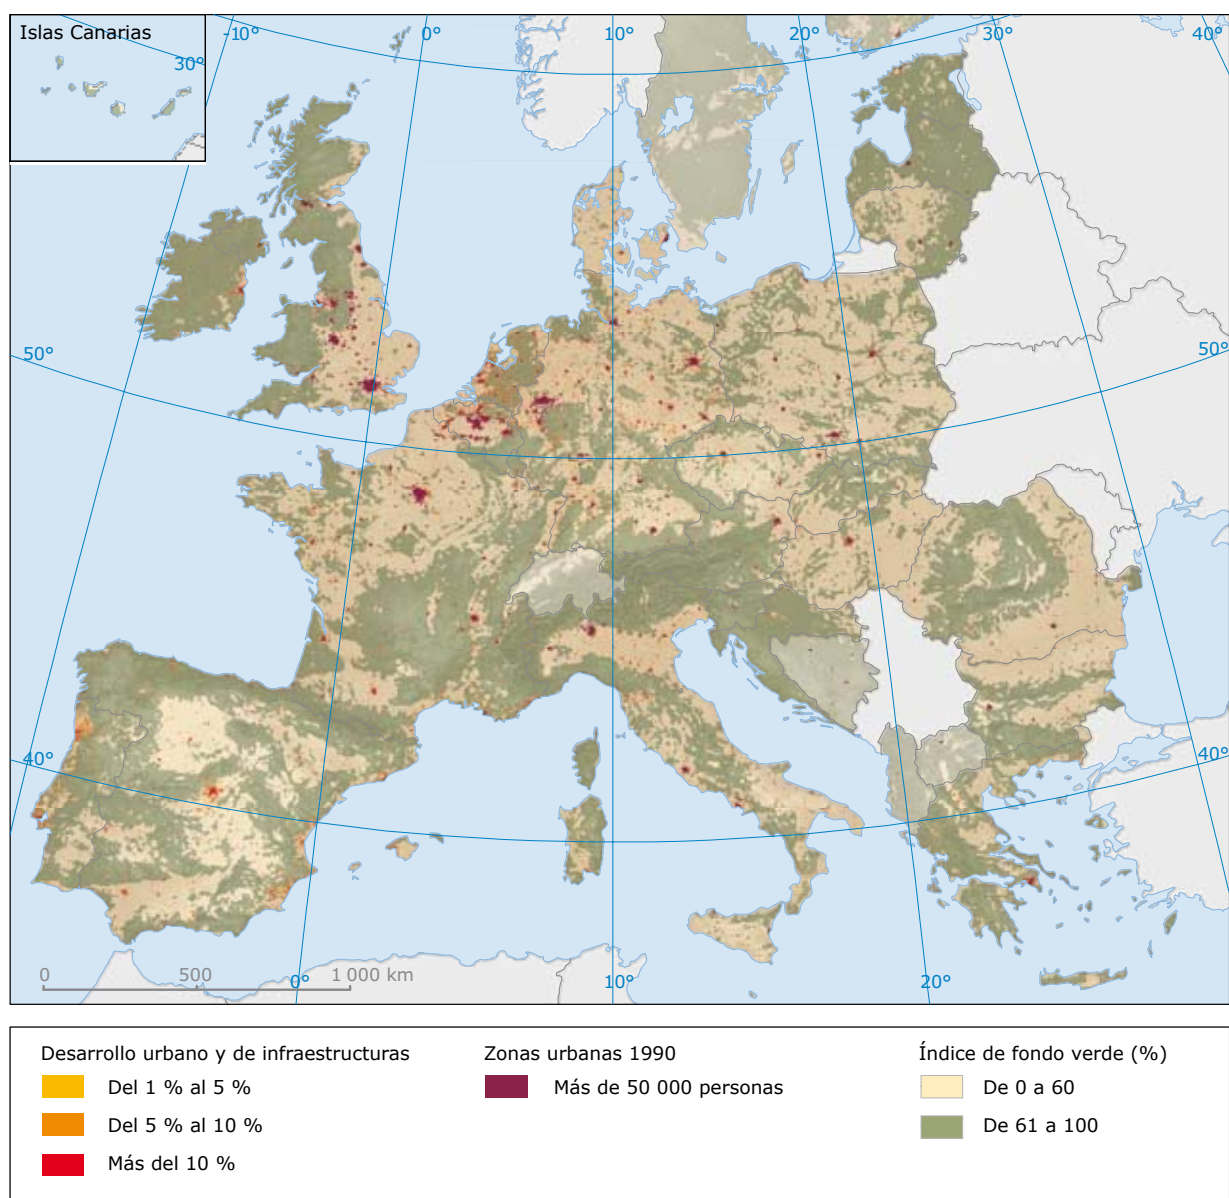 Islas Canarias
-10°
0°
10°
20°
30°
40°
30°
50°
50°
40°
40°
0
500
1 000 km
0°
10°
20°
Desarrollo urbano y de infraestructuras
Del 1 % al 5 %
Del 5 % al 10 %
Más del 10 %
Zonas urbanas 1990
Más de 50 000 personas
Índice de fondo verde (%)
De 0 a 60
De 61 a 100